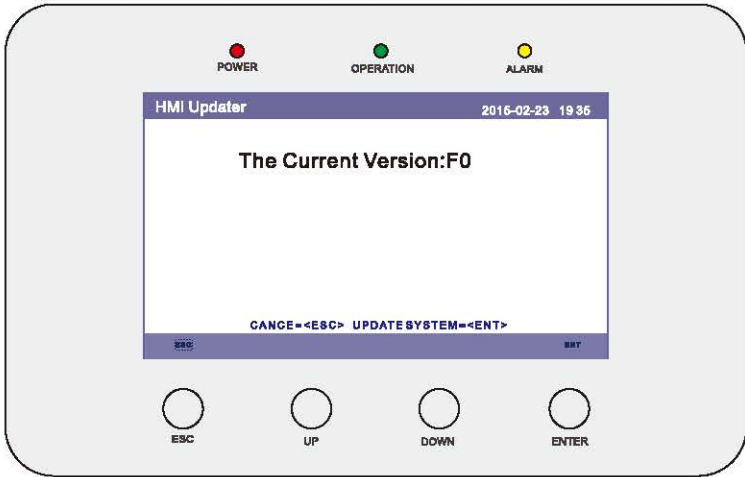 POWER OPERATION ALARM
HMI Updater 2015-02-23 19 35
The Current Version:F0
CANCE=<ESC> UPDATE SYSTEM=<ENT>
ESC ENT
ESC UP DOWN ENTER